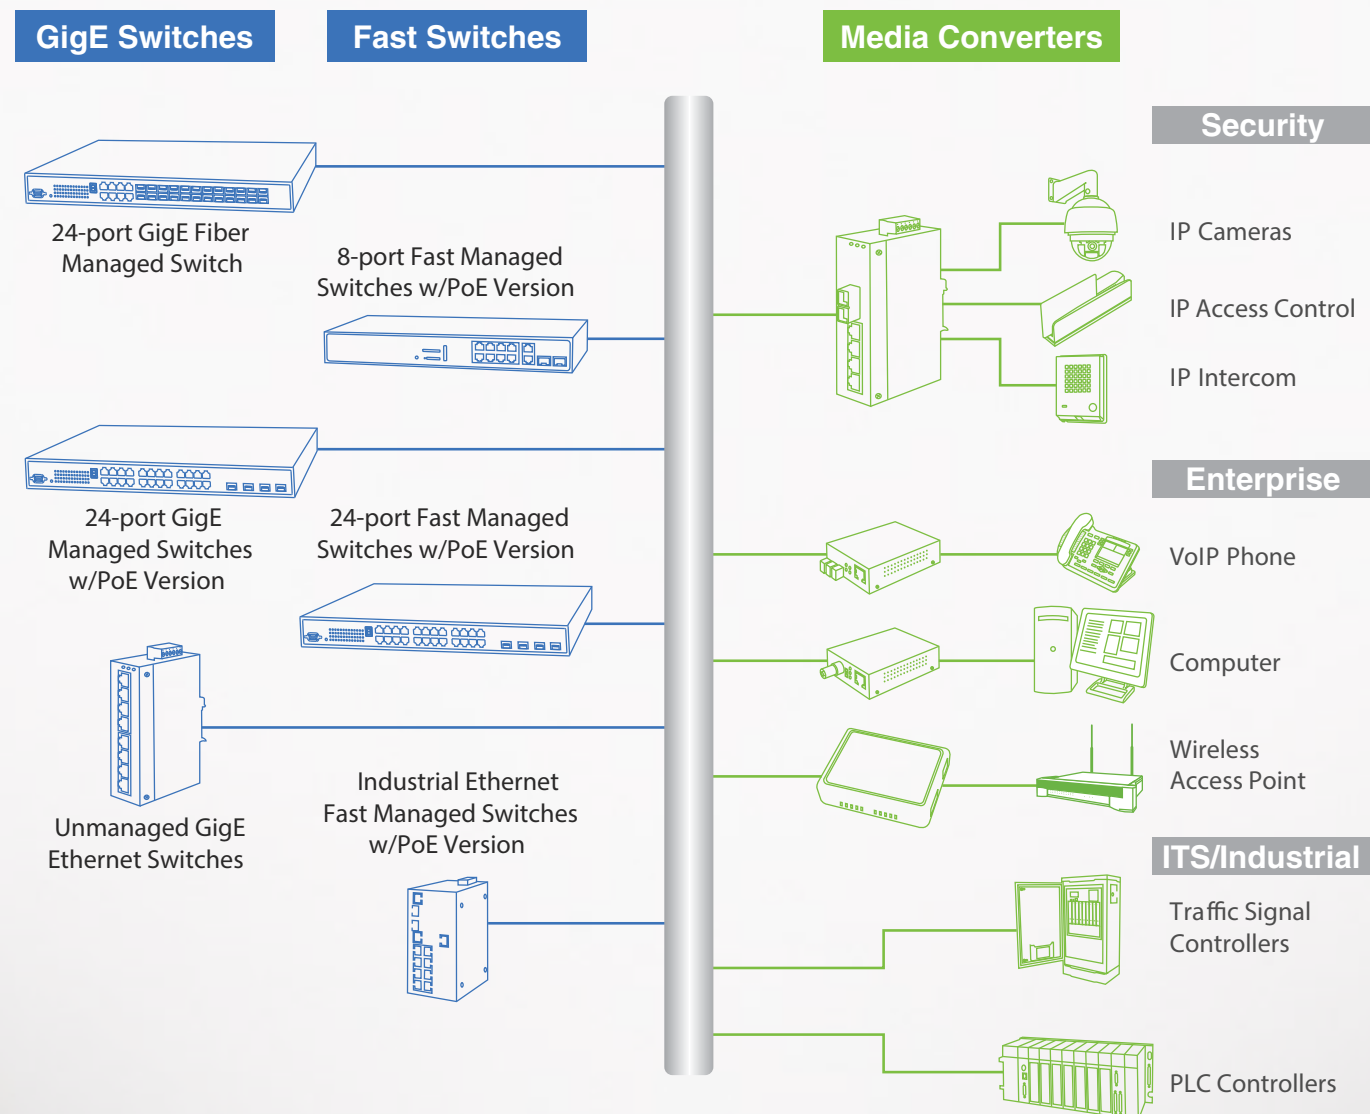 GigE Switches
Fast Switches
Media Converters
Security
24-port GigE Fiber
Managed Switch
8-port Fast Managed
Switches w/PoE Version
IP Cameras
IP Access Control
IP Intercom
Enterprise
24-port GigE
Managed Switches
w/PoE Version
24-port Fast Managed
Switches w/PoE Version
VoIP Phone
Computer
Wireless
Access Point
Unmanaged GigE
Ethernet Switches
Industrial Ethernet
Fast Managed Switches
w/PoE Version
ITS/Industrial
Traffic Signal
Controllers
PLC Controllers